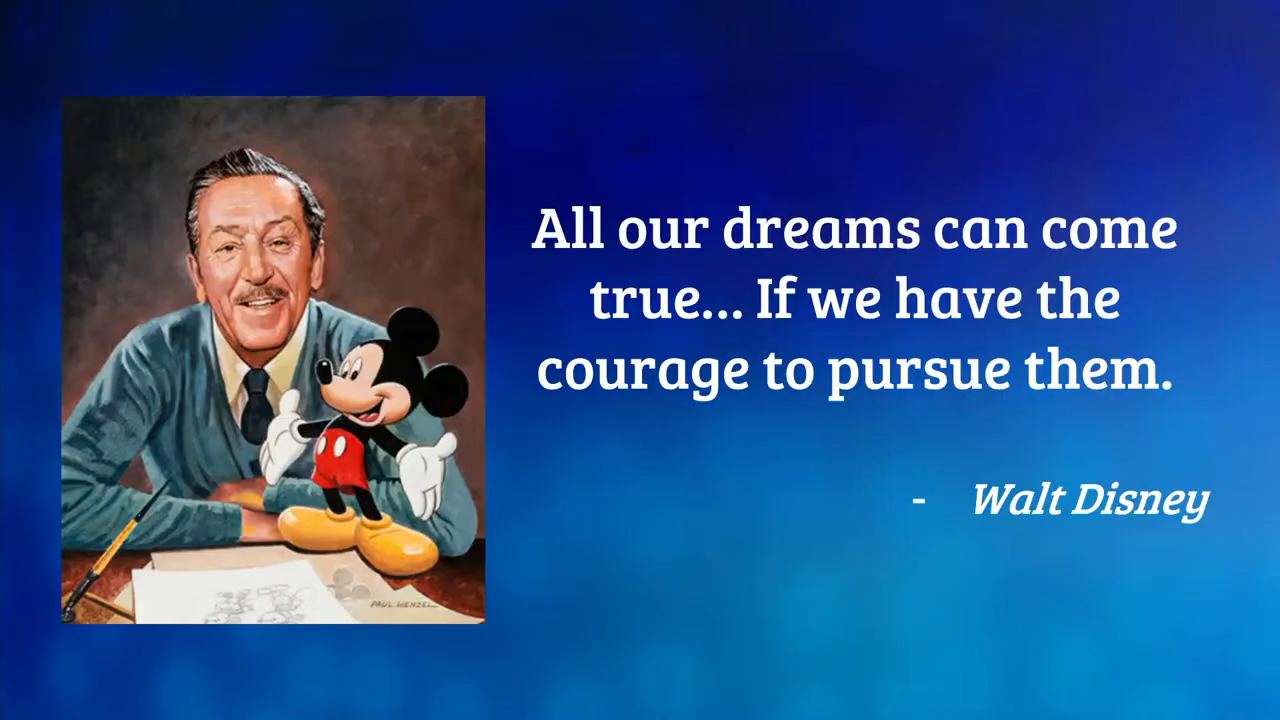 All our dreams can come
true... If we have the
courage to pursue them.
- Walt Disney
PAUL WENZEL